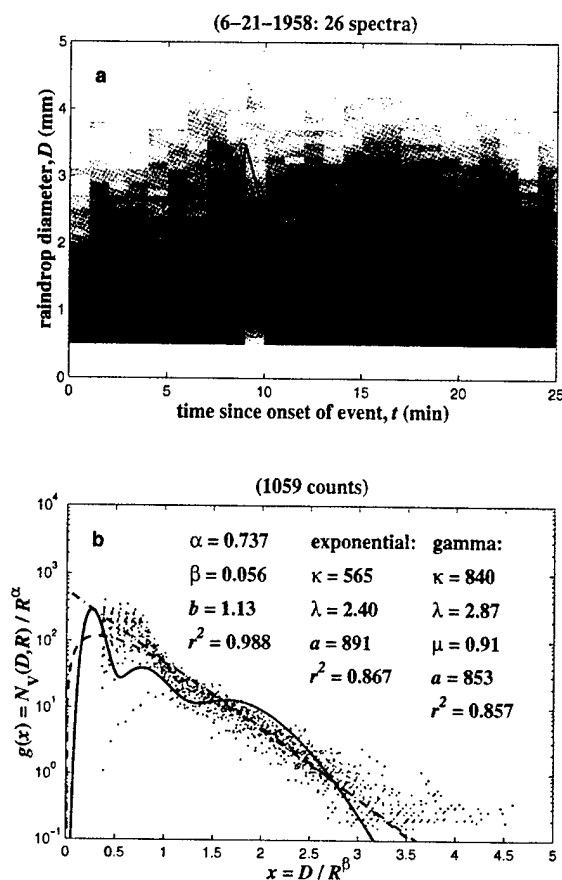 (6–21–1958: 26 spectra)
a
raindrop diameter, D (mm)
5
4
3
2
1
0
0 5 10 15 20 25
time since onset of event, t (min)
(1059 counts)
b
g(x) = N_V(D,R) / R^α
10^4
10^3
10^2
10^1
10^0
10^-1
α = 0.737
β = 0.056
b = 1.13
r^2 = 0.988
exponential:
κ = 565
λ = 2.40
a = 891
r^2 = 0.867
gamma:
κ = 840
λ = 2.87
μ = 0.91
a = 853
r^2 = 0.857
0 0.5 1 1.5 2 2.5 3 3.5 4 4.5 5
x = D / R^β